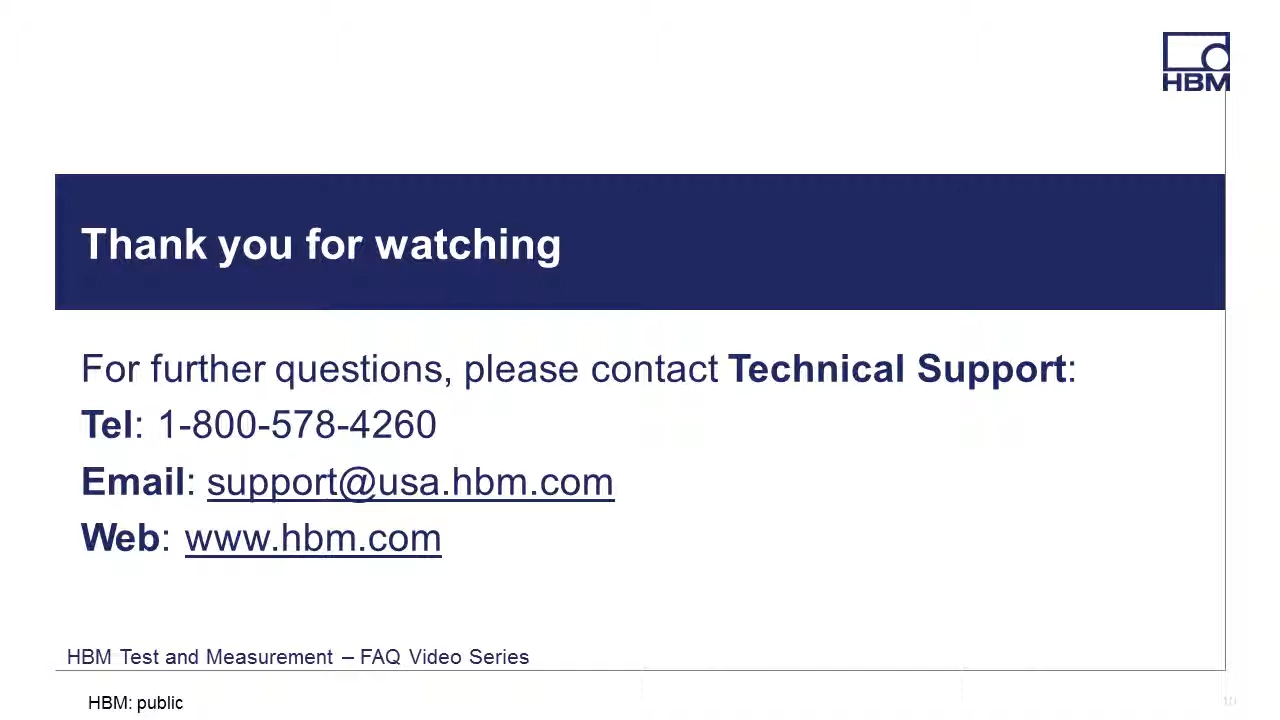 HBM
Thank you for watching
For further questions, please contact Technical Support:
Tel: 1-800-578-4260
Email: support@usa.hbm.com
Web: www.hbm.com
HBM Test and Measurement – FAQ Video Series
HBM: public
10